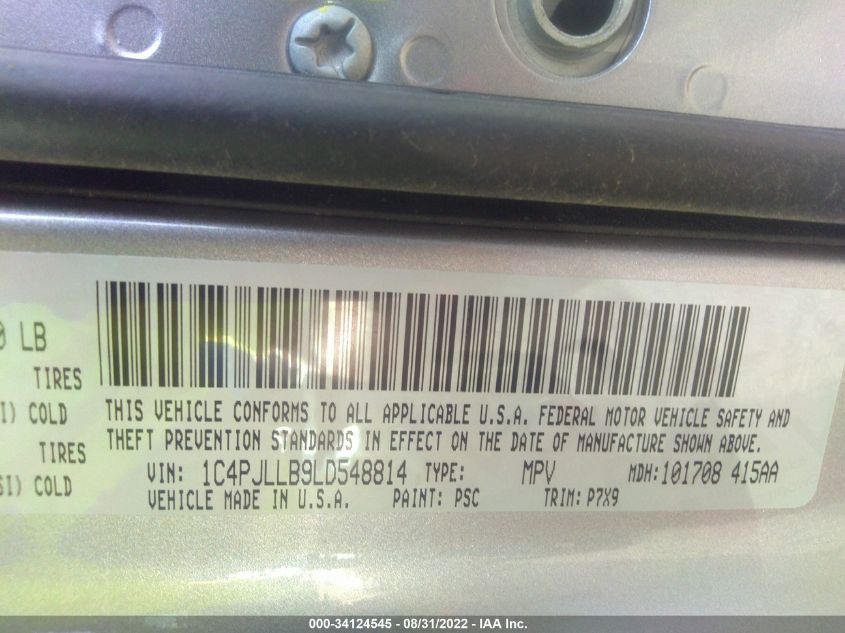 0 LB
TIRES
I) COLD
TIRES
SI) COLD
THIS VEHICLE CONFORMS TO ALL APPLICABLE U.S.A. FEDERAL MOTOR VEHICLE SAFETY AND
THEFT PREVENTION STANDARDS IN EFFECT ON THE DATE OF MANUFACTURE SHOWN ABOVE.
VIN: 1C4PJLLB9LD548814 TYPE: MPV MDH:101708 415AA
VEHICLE MADE IN U.S.A. PAINT: PSC TRIM: P7X9
000-34124545 - 08/31/2022 - IAA Inc.